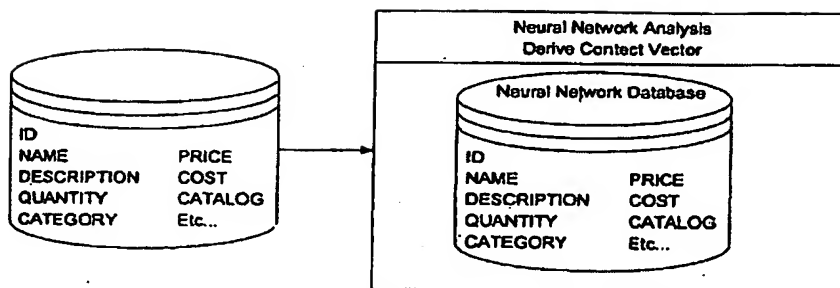 Neural Network Analysis
Derive Contect Vector
Neural Network Database
ID
NAME PRICE
DESCRIPTION COST
QUANTITY CATALOG
CATEGORY Etc...
ID
NAME PRICE
DESCRIPTION COST
QUANTITY CATALOG
CATEGORY Etc...